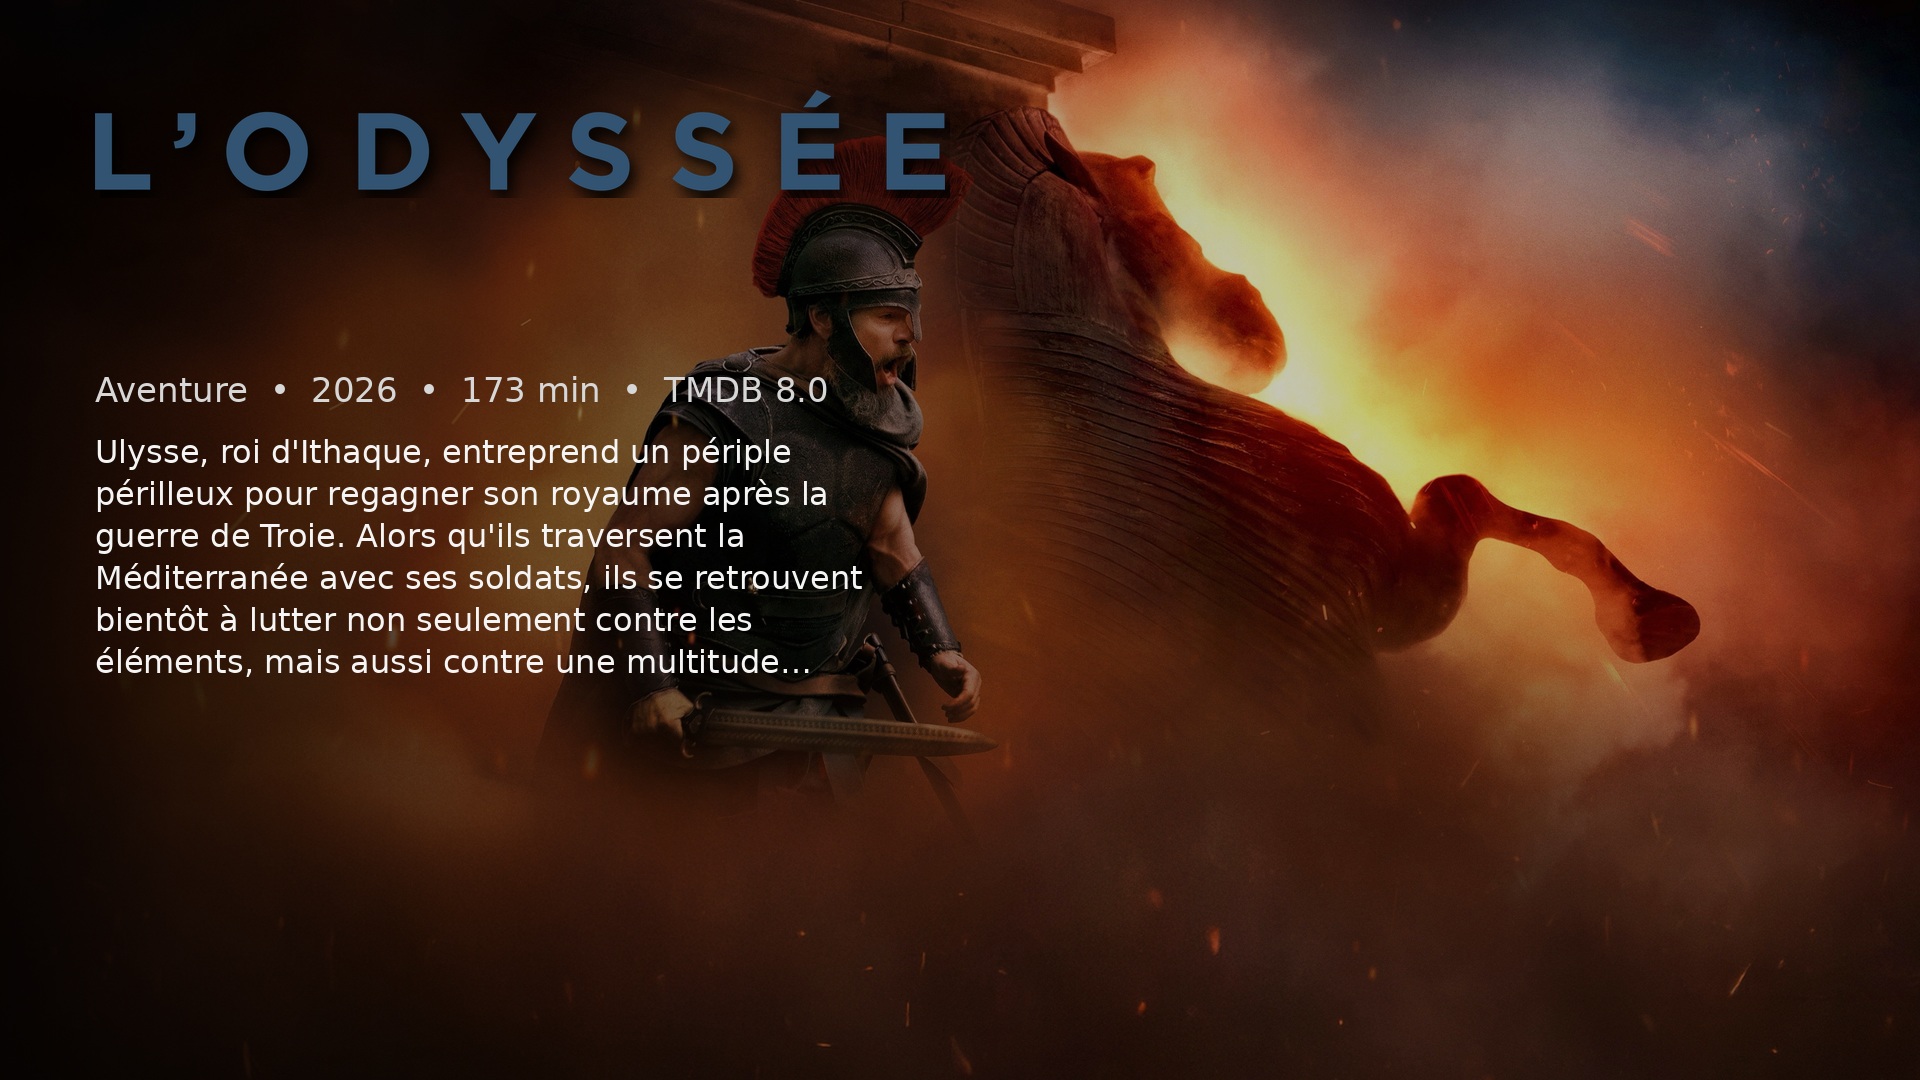 L’ODYSSÉE
Aventure • 2026 • 173 min • TMDB 8.0
Ulysse, roi d'Ithaque, entreprend un périple
périlleux pour regagner son royaume après la
guerre de Troie. Alors qu'ils traversent la
Méditerranée avec ses soldats, ils se retrouvent
bientôt à lutter non seulement contre les
éléments, mais aussi contre une multitude...